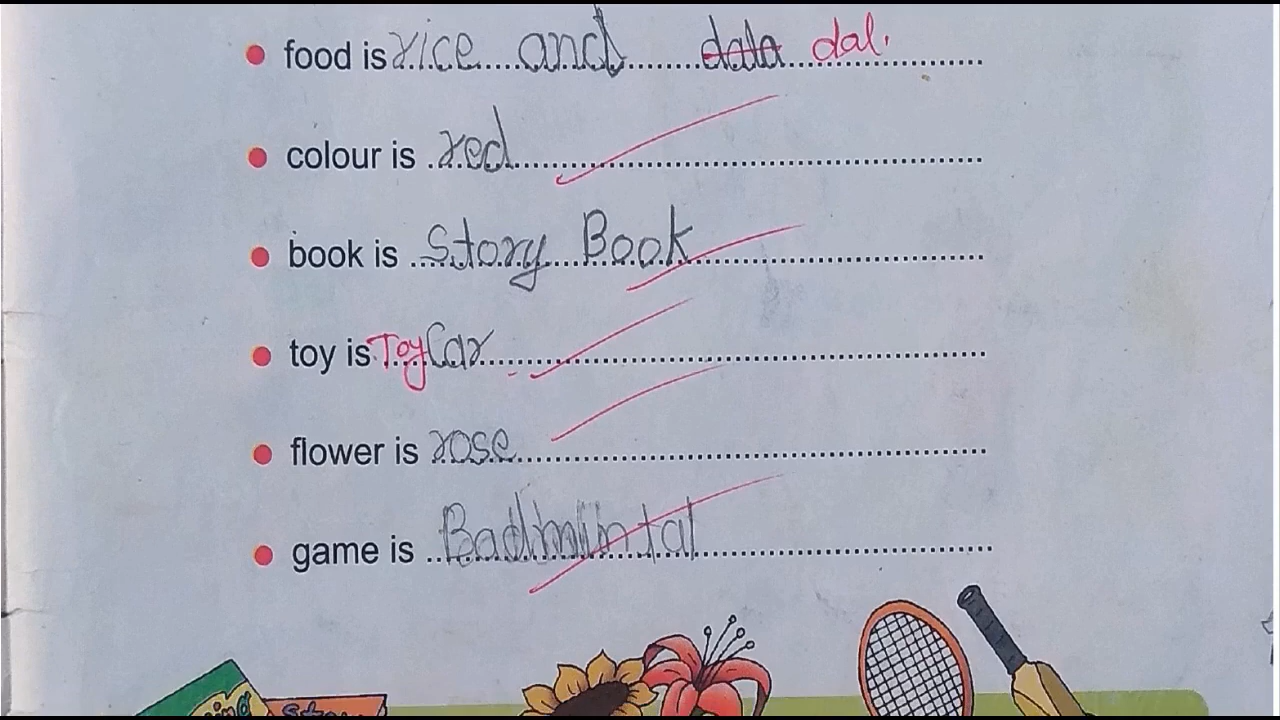 food is rice and dala dal.
colour is red
book is Story Book
toy is Toy Car
flower is rose
game is Badmintal